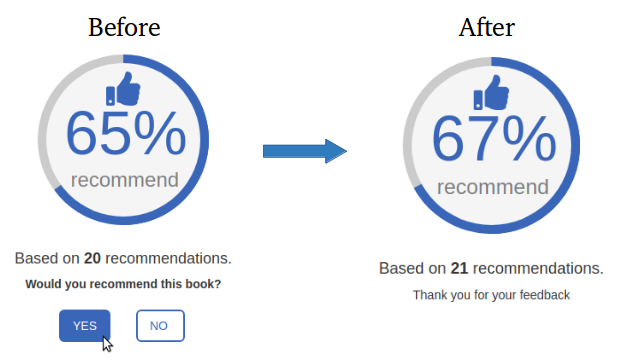 Before
65%
recommend
Based on 20 recommendations.
Would you recommend this book?
YES
NO
After
67%
recommend
Based on 21 recommendations.
Thank you for your feedback